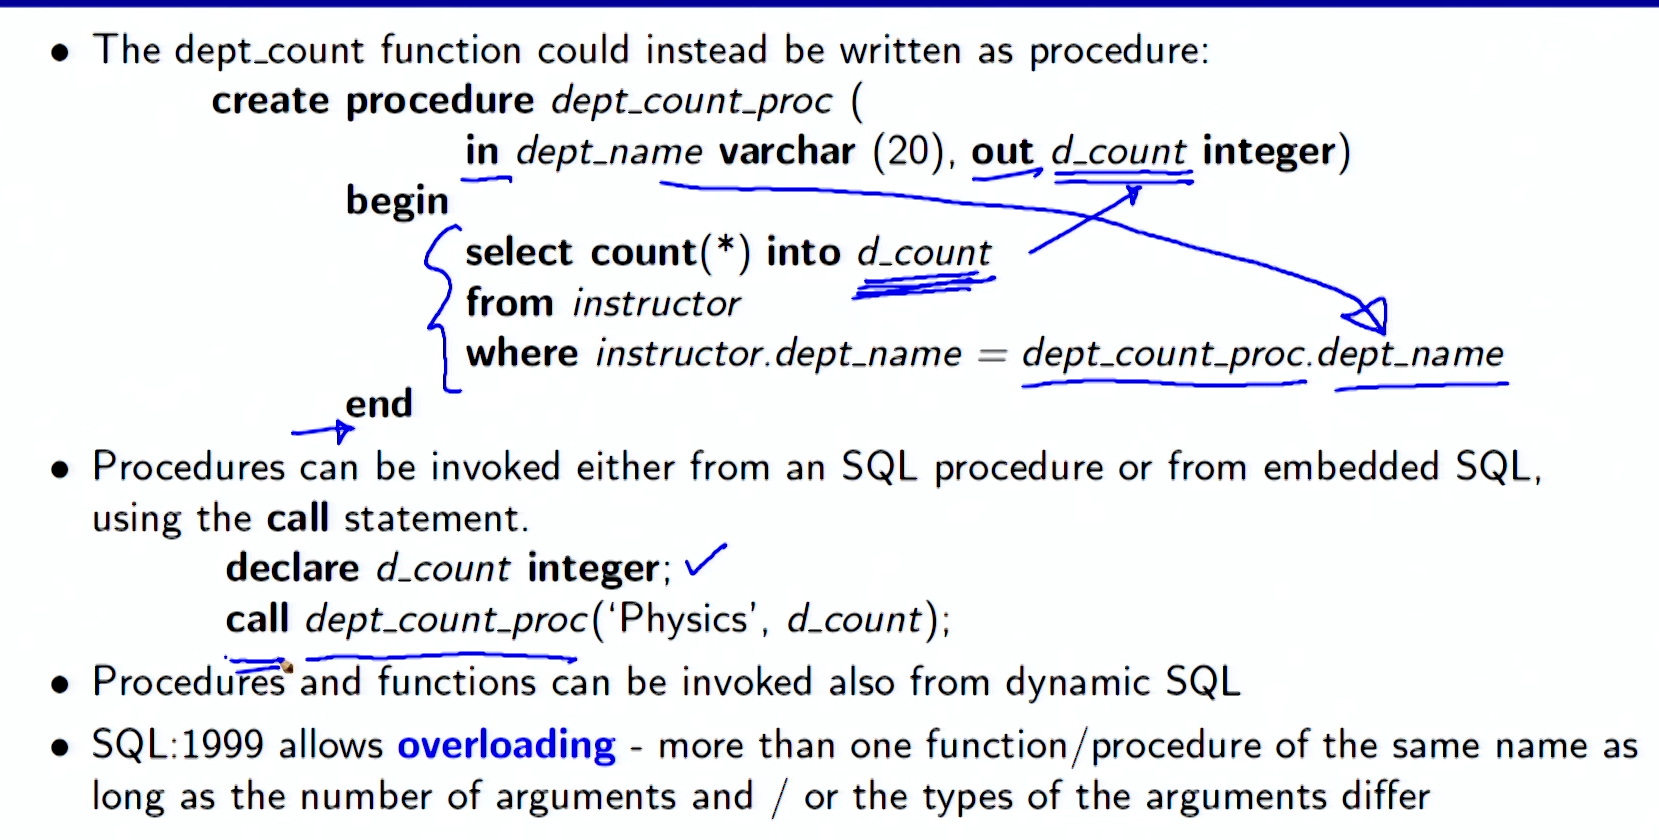 • The dept_count function could instead be written as procedure:
create procedure dept_count_proc (
in dept_name varchar (20), out d_count integer)
begin
select count(*) into d_count
from instructor
where instructor.dept_name = dept_count_proc.dept_name
end
• Procedures can be invoked either from an SQL procedure or from embedded SQL,
using the call statement.
declare d_count integer;
call dept_count_proc(‘Physics’, d_count);
• Procedures and functions can be invoked also from dynamic SQL
• SQL:1999 allows overloading - more than one function/procedure of the same name as
long as the number of arguments and / or the types of the arguments differ